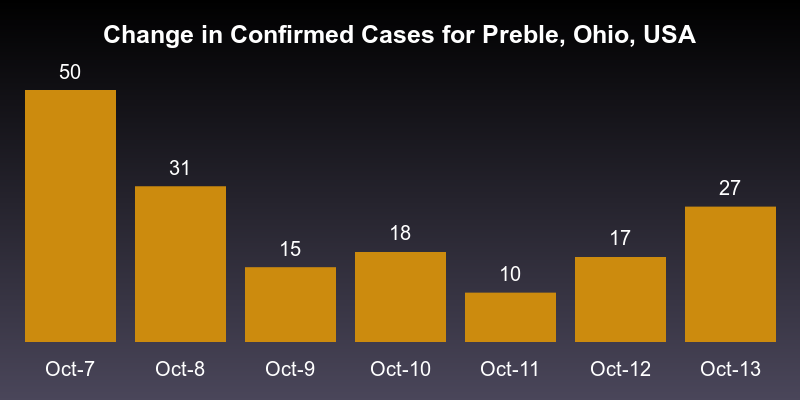 Change in Confirmed Cases for Preble, Ohio, USA
50
31
15
18
10
17
27
Oct-7
Oct-8
Oct-9
Oct-10
Oct-11
Oct-12
Oct-13